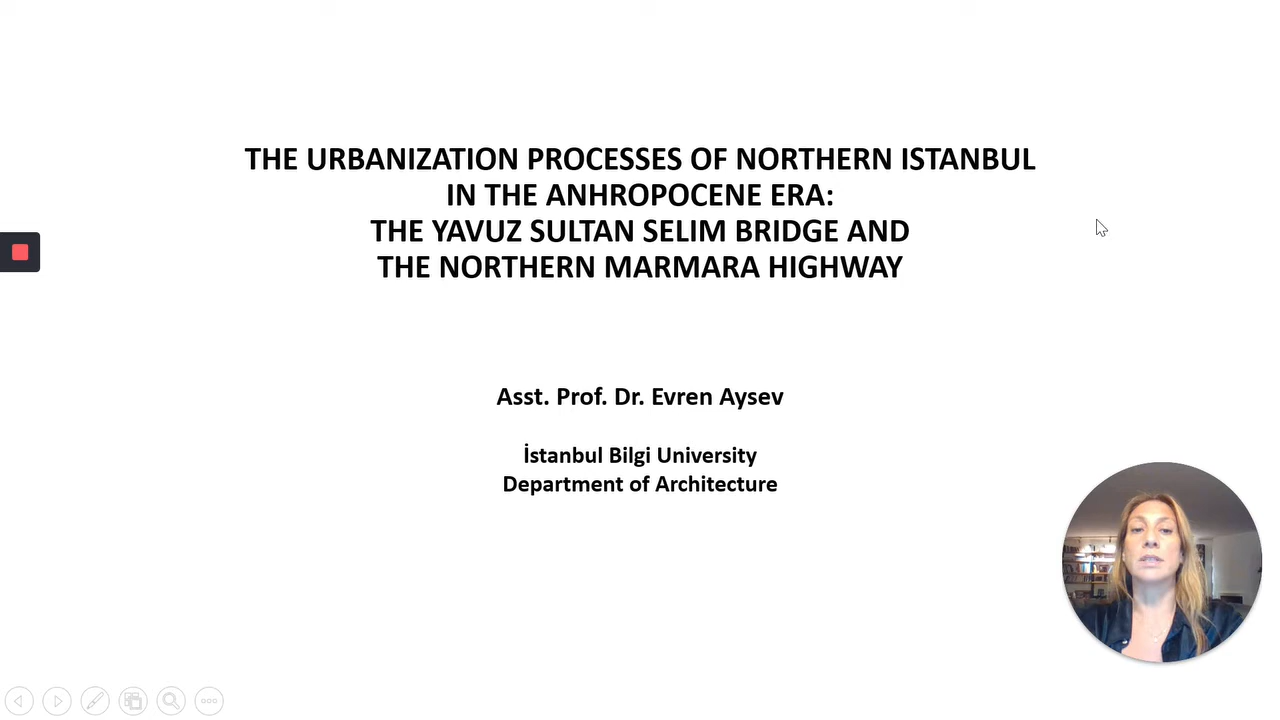 THE URBANIZATION PROCESSES OF NORTHERN ISTANBUL
IN THE ANHROPOCENE ERA:
THE YAVUZ SULTAN SELIM BRIDGE AND
THE NORTHERN MARMARA HIGHWAY
Asst. Prof. Dr. Evren Aysev
İstanbul Bilgi University
Department of Architecture